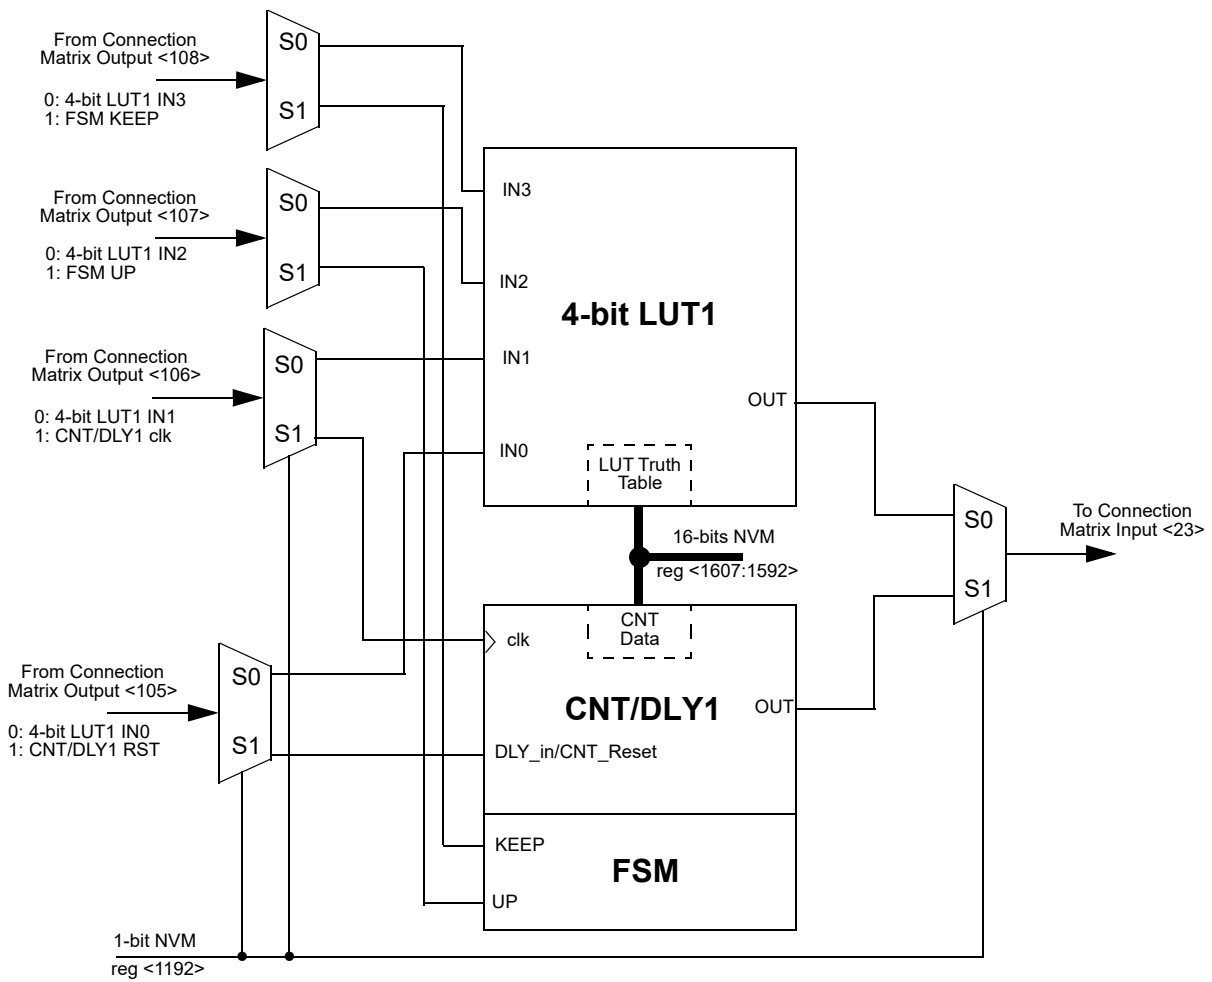 From Connection
Matrix Output <108>
0: 4-bit LUT1 IN3
1: FSM KEEP
S0
S1
From Connection
Matrix Output <107>
0: 4-bit LUT1 IN2
1: FSM UP
S0
S1
From Connection
Matrix Output <106>
0: 4-bit LUT1 IN1
1: CNT/DLY1 clk
S0
S1
From Connection
Matrix Output <105>
0: 4-bit LUT1 IN0
1: CNT/DLY1 RST
S0
S1
IN3
IN2
IN1
IN0
4-bit LUT1
OUT
LUT Truth
Table
16-bits NVM
reg <1607:1592>
CNT
Data
clk
CNT/DLY1
OUT
DLY_in/CNT_Reset
KEEP
FSM
UP
S0
S1
To Connection
Matrix Input <23>
1-bit NVM
reg <1192>